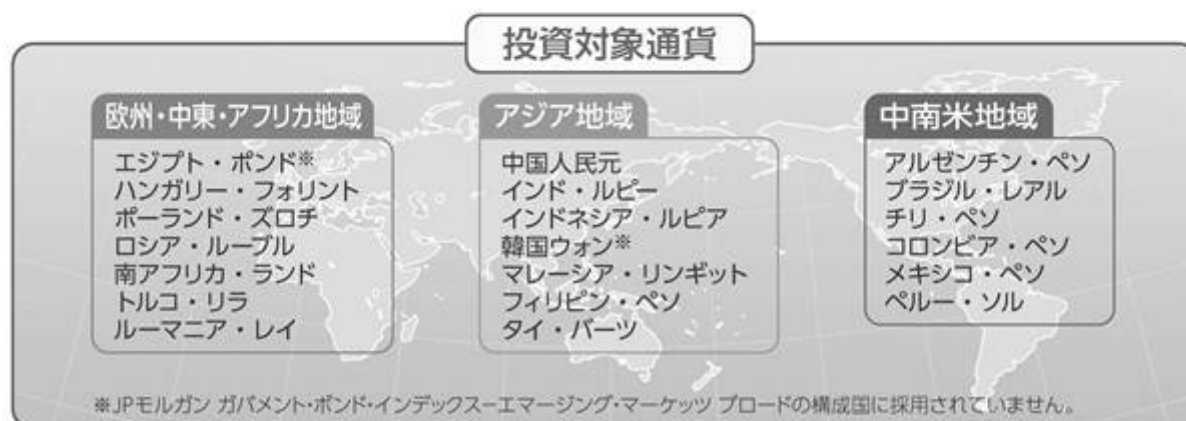 投資対象通貨
欧州・中東・アフリカ地域
エジプト・ポンド※
ハンガリー・フォリント
ポーランド・ズロチ
ロシア・ルーブル
南アフリカ・ランド
トルコ・リラ
ルーマニア・レイ
アジア地域
中国人民元
インド・ルピー
インドネシア・ルピア
韓国ウォン※
マレーシア・リンギット
フィリピン・ペソ
タイ・バーツ
中南米地域
アルゼンチン・ペソ
ブラジル・レアル
チリ・ペソ
コロンビア・ペソ
メキシコ・ペソ
ペルー・ソル
※JPモルガン ガバメント・ボンド・インデックス−エマージング・マーケッツ ブロードの構成国に採用されていません。